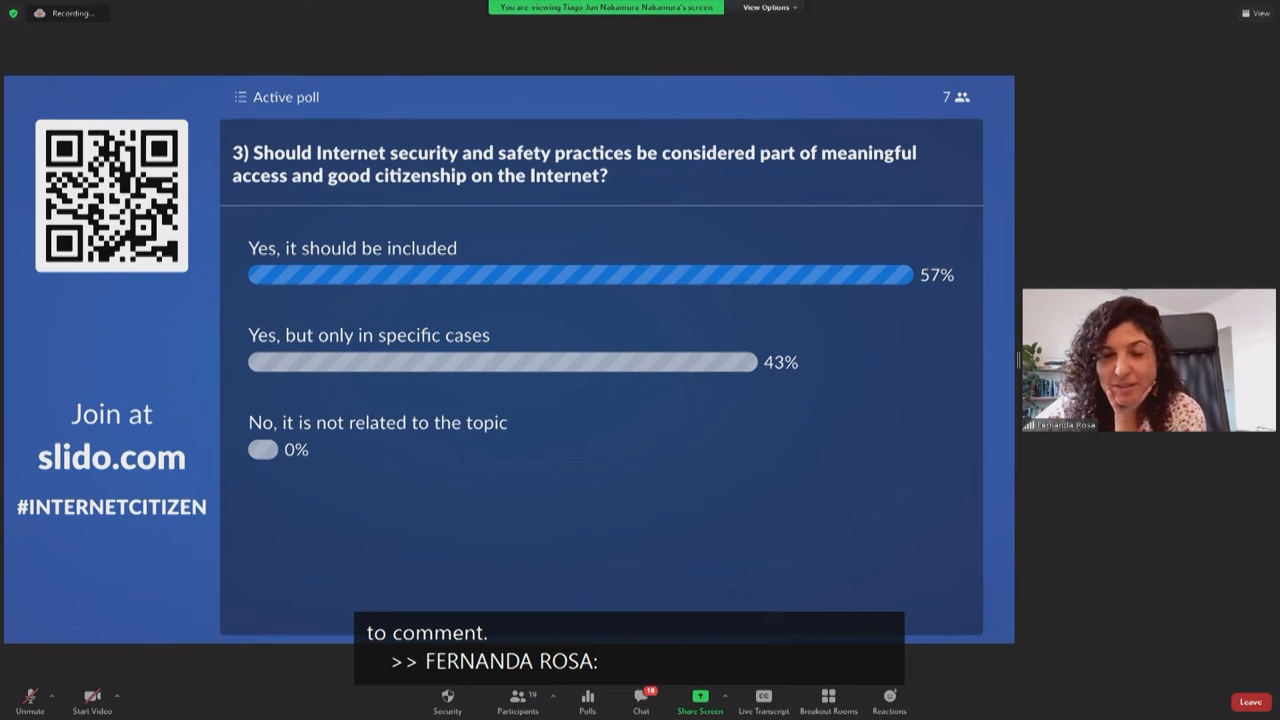 Recording...
You are viewing Tiago Jun Nakamura Nakamura's screen
View Options
View
Active poll
7
3) Should Internet security and safety practices be considered part of meaningful
access and good citizenship on the Internet?
Yes, it should be included
57%
Yes, but only in specific cases
43%
No, it is not related to the topic
0%
Join at
slido.com
#INTERNETCITIZEN
Fernanda Rosa
to comment.
>> FERNANDA ROSA:
Unmute
Start Video
Security
Participants
19
Polls
Chat
18
Share Screen
CC
Live Transcript
Breakout Rooms
Reactions
Leave